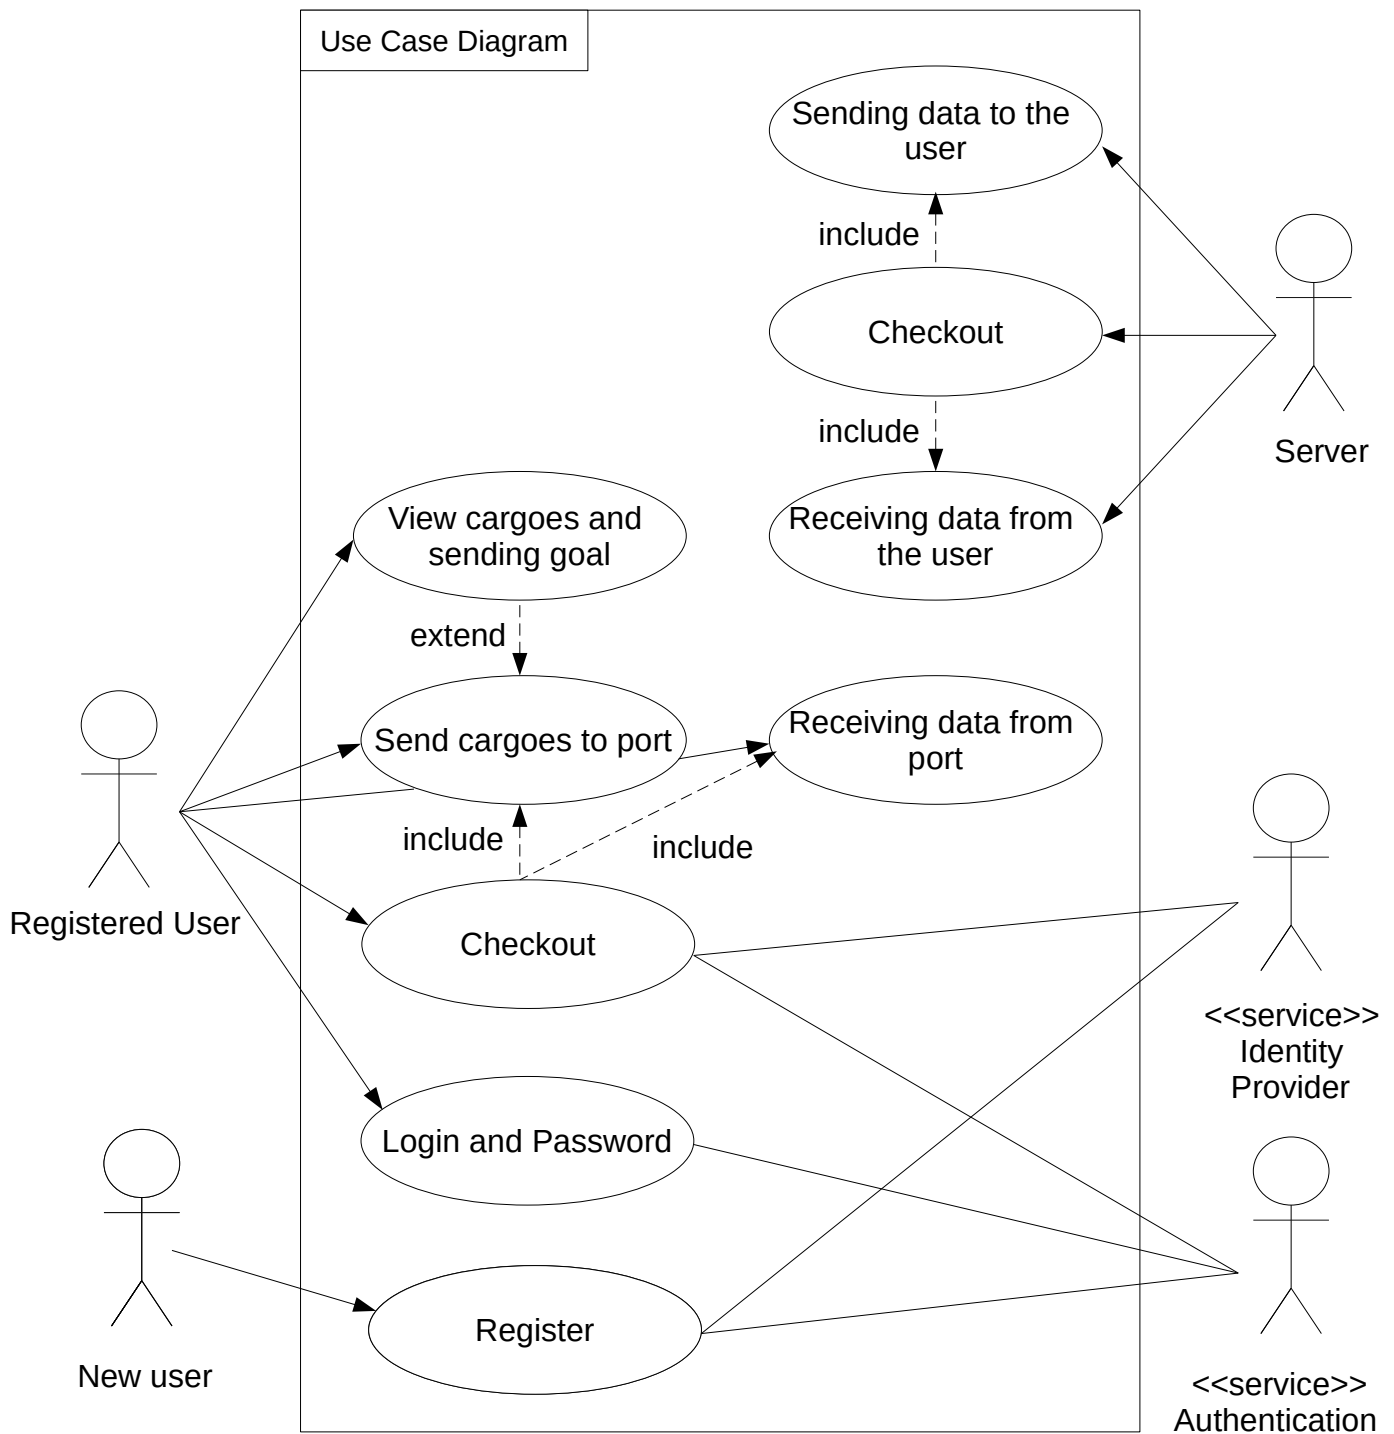 Use Case Diagram
Sending data to the
user
include
Checkout
include
Server
View cargoes and
sending goal
Receiving data from
the user
extend
Send cargoes to port
Receiving data from
port
include
include
Registered User
Checkout
<<service>>
Identity
Provider
Login and Password
Register
New user
<<service>>
Authentication